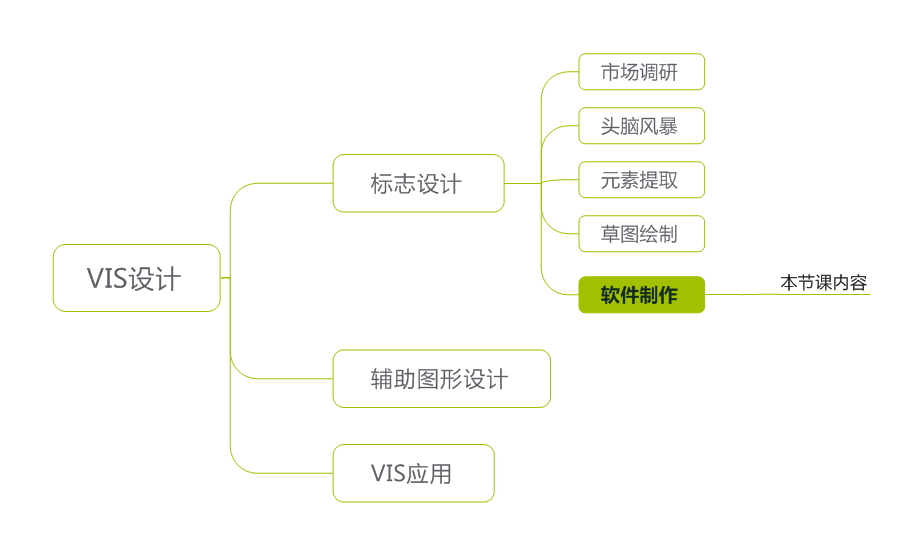 VIS设计
标志设计
市场调研
头脑风暴
元素提取
草图绘制
软件制作
本节课内容
辅助图形设计
VIS应用